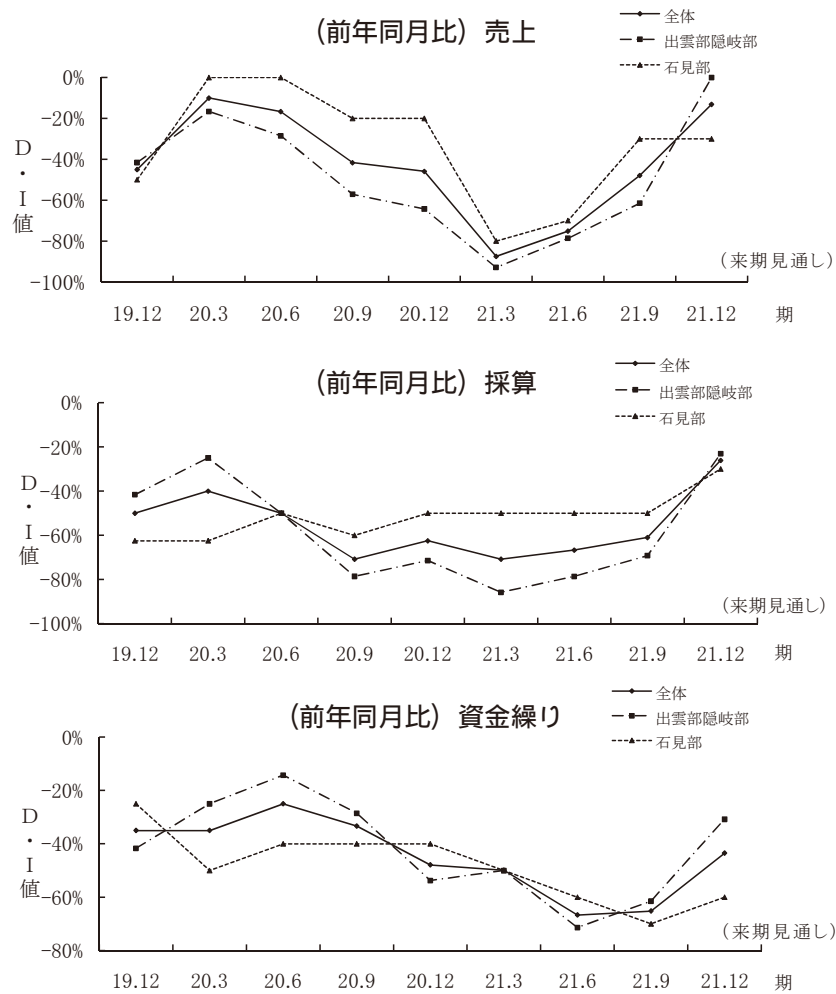 (前年同月比) 売上
全体
出雲部隠岐部
石見部
0%
−20%
−40%
−60%
−80%
−100%
D・I値
(来期見通し)
19.12 20.3 20.6 20.9 20.12 21.3 21.6 21.9 21.12 期
(前年同月比) 採算
全体
出雲部隠岐部
石見部
0%
−20%
−40%
−60%
−80%
−100%
D・I値
(来期見通し)
19.12 20.3 20.6 20.9 20.12 21.3 21.6 21.9 21.12 期
(前年同月比) 資金繰り
全体
出雲部隠岐部
石見部
0%
−20%
−40%
−60%
−80%
D・I値
(来期見通し)
19.12 20.3 20.6 20.9 20.12 21.3 21.6 21.9 21.12 期